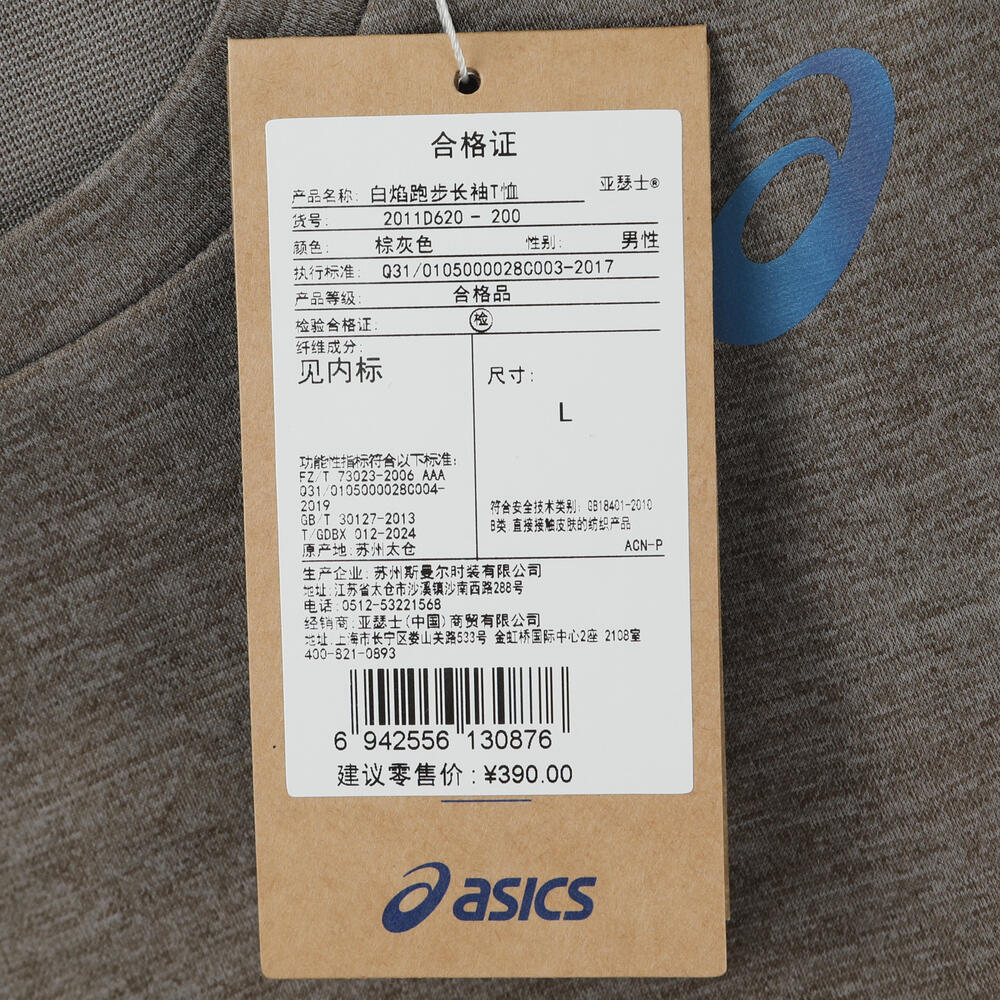 合格证
亚瑟士®
产品名称: 白焰跑步长袖T恤
货号: 2011D620 - 200
颜色: 棕灰色 性别: 男性
执行标准: Q31/0105000028C003-2017
产品等级: 合格品
检验合格证: 检
纤维成分:
见内标
尺寸:
L
功能性指标符合以下标准:
FZ/T 73023-2006 AAA
Q31/0105000028C004-
2019
GB/T 30127-2013
T/GDBX 012-2024
原产地:苏州太仓
符合安全技术类别: GB18401-2010
B类 直接接触皮肤的纺织产品
ACN-P
生产企业:苏州斯曼尔时装有限公司
地址:江苏省太仓市沙溪镇沙南西路288号
电话:0512-53221568
经销商:亚瑟士(中国)商贸有限公司
地址:上海市长宁区娄山关路533号 金虹桥国际中心2座 2108室
400-821-0893
6 942556 130876
建议零售价:¥390.00
asics